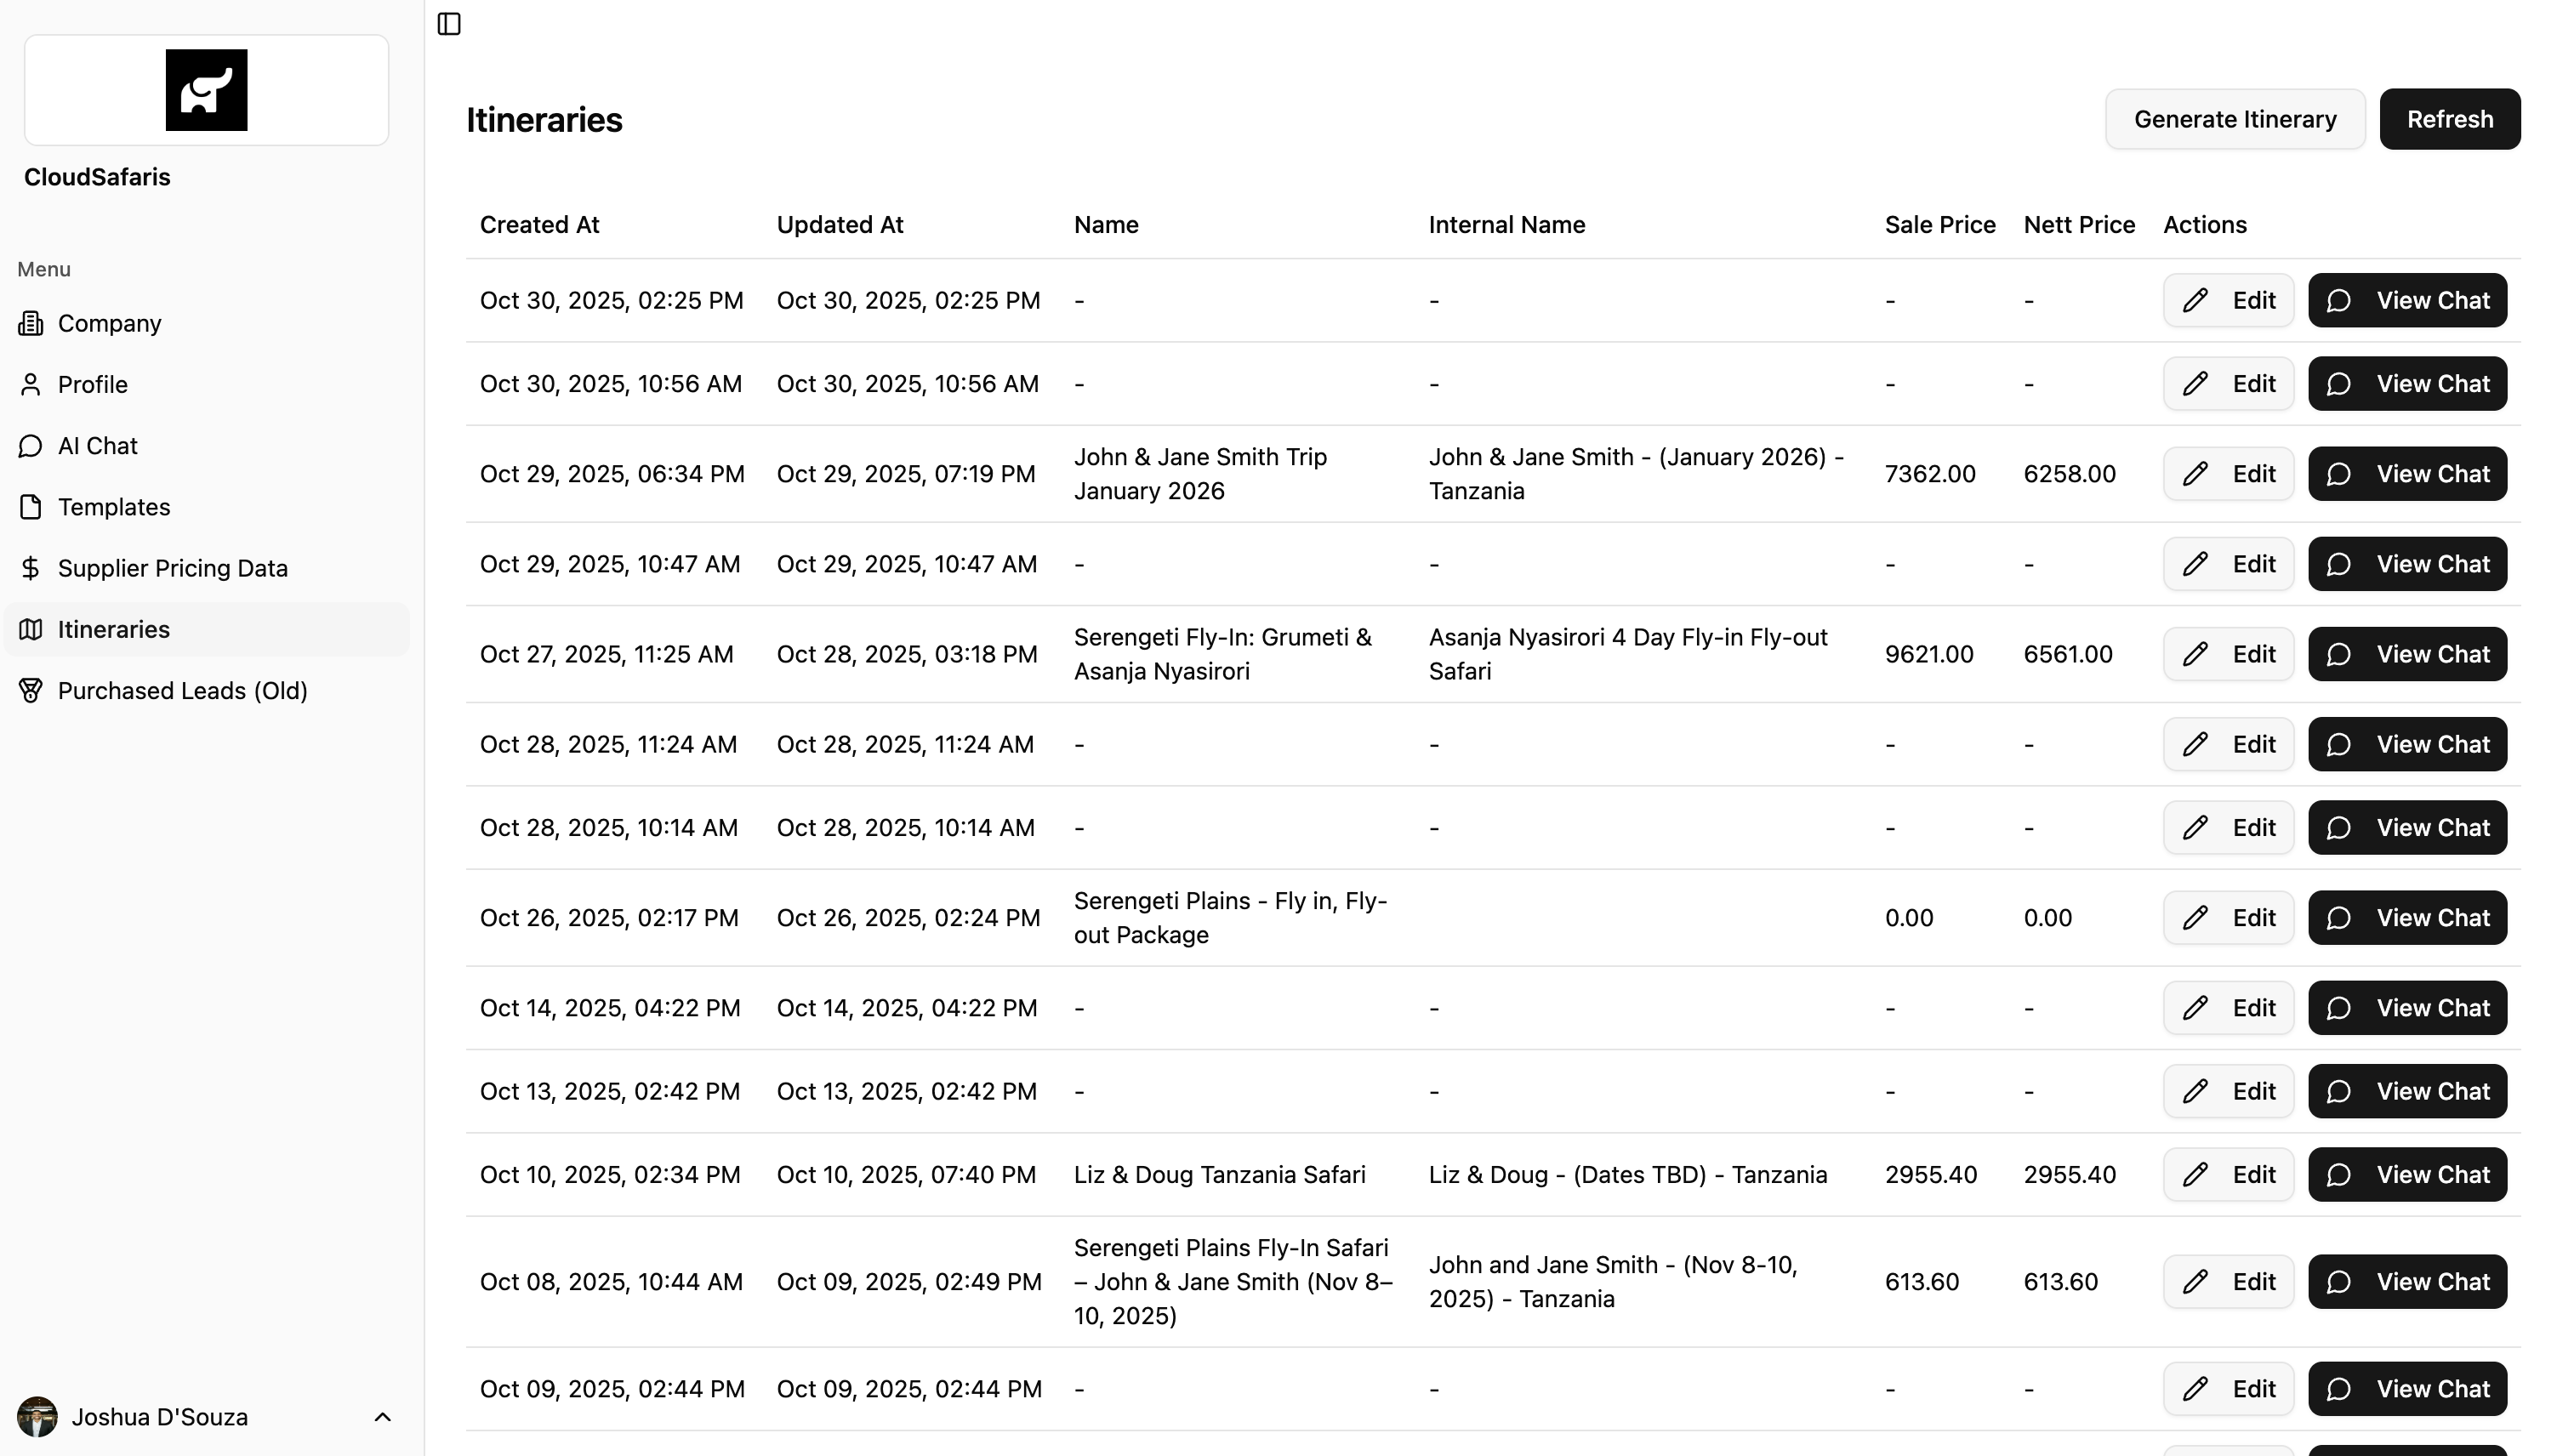 CloudSafaris
Menu
Company
Profile
AI Chat
Templates
Supplier Pricing Data
Itineraries
Purchased Leads (Old)
Joshua D'Souza
Itineraries
Generate Itinerary Refresh
Created At Updated At Name Internal Name Sale Price Nett Price Actions
Oct 30, 2025, 02:25 PM Oct 30, 2025, 02:25 PM - - - - Edit View Chat
Oct 30, 2025, 10:56 AM Oct 30, 2025, 10:56 AM - - - - Edit View Chat
John & Jane Smith Trip John & Jane Smith - (January 2026) -
Oct 29, 2025, 06:34 PM Oct 29, 2025, 07:19 PM 7362.00 6258.00 Edit View Chat
January 2026 Tanzania
Oct 29, 2025, 10:47 AM Oct 29, 2025, 10:47 AM - - - - Edit View Chat
Serengeti Fly-In: Grumeti & Asanja Nyasirori 4 Day Fly-in Fly-out
Oct 27, 2025, 11:25 AM Oct 28, 2025, 03:18 PM 9621.00 6561.00 Edit View Chat
Asanja Nyasirori Safari
Oct 28, 2025, 11:24 AM Oct 28, 2025, 11:24 AM - - - - Edit View Chat
Oct 28, 2025, 10:14 AM Oct 28, 2025, 10:14 AM - - - - Edit View Chat
Serengeti Plains - Fly in, Fly-
Oct 26, 2025, 02:17 PM Oct 26, 2025, 02:24 PM 0.00 0.00 Edit View Chat
out Package
Oct 14, 2025, 04:22 PM Oct 14, 2025, 04:22 PM - - - - Edit View Chat
Oct 13, 2025, 02:42 PM Oct 13, 2025, 02:42 PM - - - - Edit View Chat
Oct 10, 2025, 02:34 PM Oct 10, 2025, 07:40 PM Liz & Doug Tanzania Safari Liz & Doug - (Dates TBD) - Tanzania 2955.40 2955.40 Edit View Chat
Serengeti Plains Fly-In Safari
John and Jane Smith - (Nov 8-10,
Oct 08, 2025, 10:44 AM Oct 09, 2025, 02:49 PM – John & Jane Smith (Nov 8– 613.60 613.60 Edit View Chat
2025) - Tanzania
10, 2025)
Oct 09, 2025, 02:44 PM Oct 09, 2025, 02:44 PM - - - - Edit View Chat